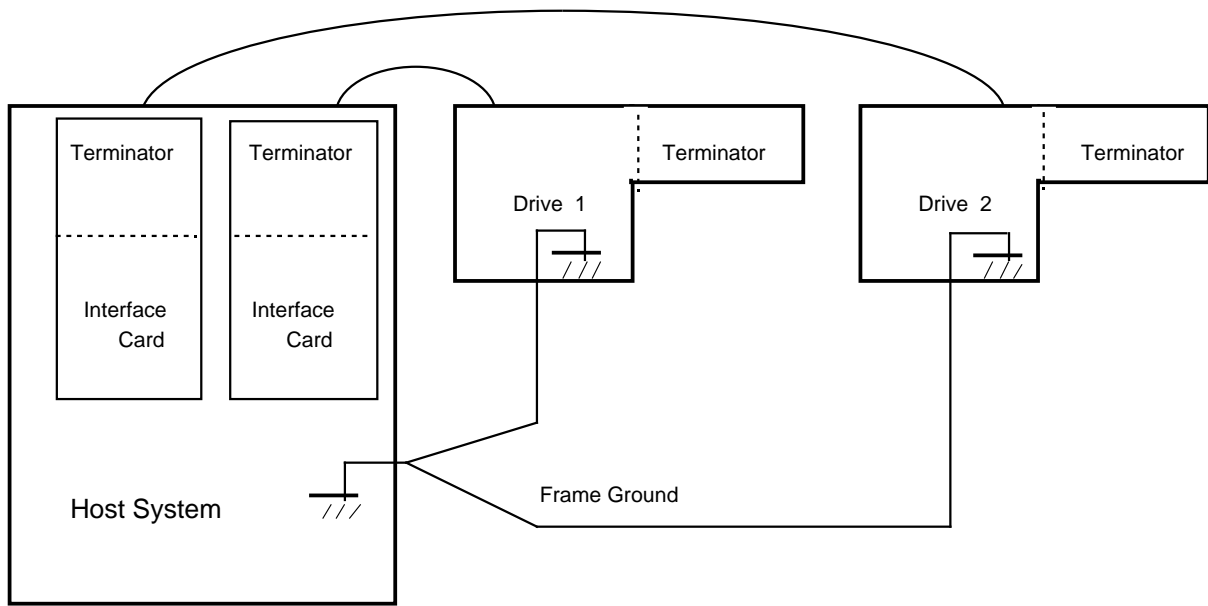 Terminator
Terminator
Terminator
Terminator
Drive 1
Drive 2
Interface
Card
Interface
Card
Frame Ground
Host System